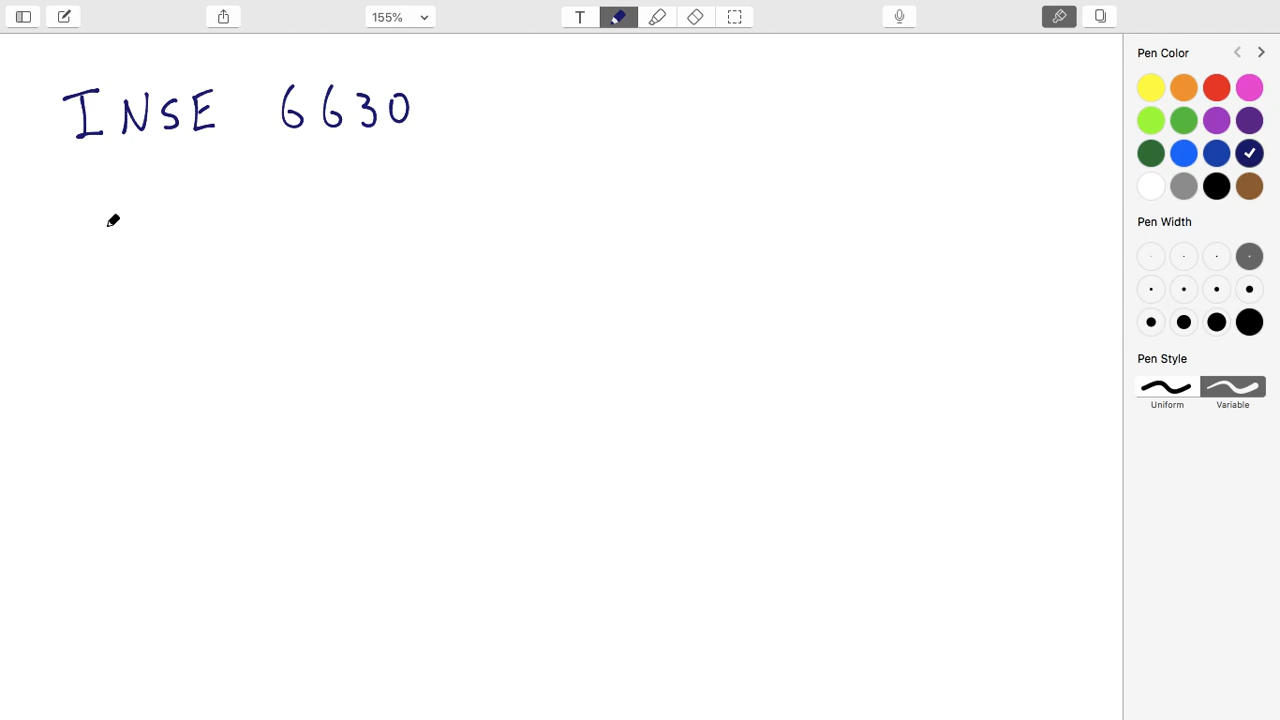 155%
T
Pen Color
INSE 6630
Pen Width
Pen Style
Uniform Variable